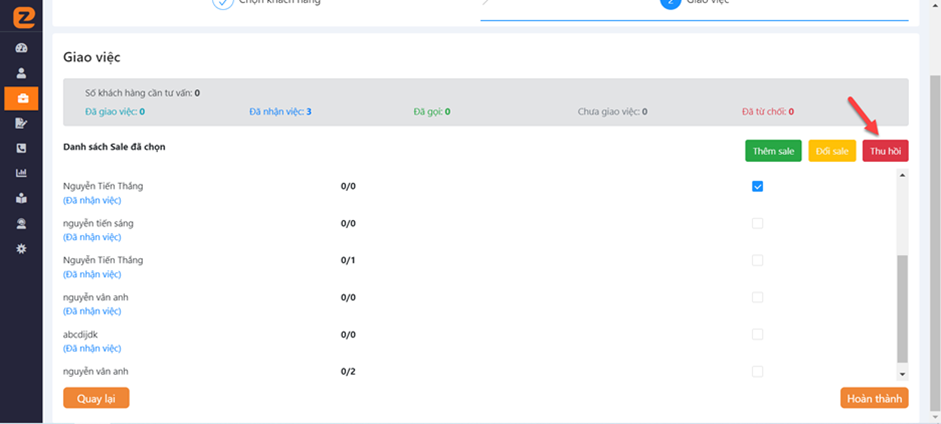 Chọn khách hàng
2 Giao việc
Giao việc
Số khách hàng cần tư vấn: 0
Đã giao việc: 0 Đã nhận việc: 3 Đã gọi: 0 Chưa giao việc: 0 Đã từ chối: 0
Danh sách Sale đã chọn Thêm sale Đổi sale Thu hồi
Nguyễn Tiến Thắng 0/0
(Đã nhận việc)
nguyễn tiến sáng 0/0
(Đã nhận việc)
Nguyễn Tiến Thắng 0/1
(Đã nhận việc)
nguyễn vân anh 0/0
(Đã nhận việc)
abcdijdk 0/0
(Đã nhận việc)
nguyễn vân anh 0/2
Quay lại Hoàn thành